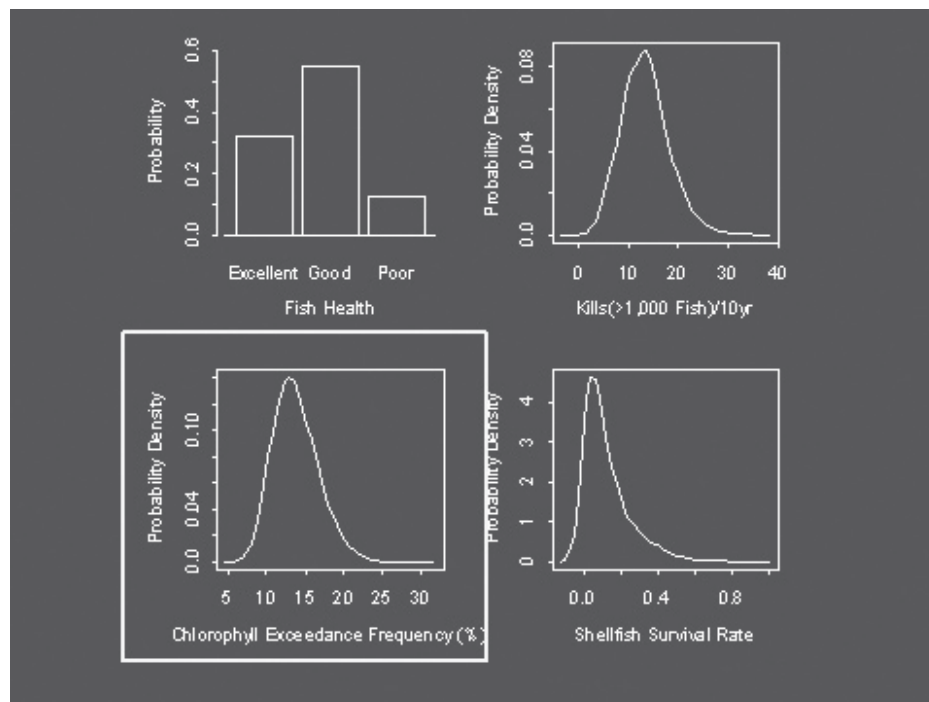 Probability
0.6
0.4
0.2
0.0
Excellent Good Poor
Fish Health
Probability Density
0.08
0.04
0.0
0 10 20 30 40
Kills(>1,000 Fish)/10yr
Probability Density
0.10
0.04
0.0
5 10 15 20 25 30
Chlorophyll Exceedance Frequency (%)
Probability Density
4
3
2
1
0
0.0 0.4 0.8
Shellfish Survival Rate